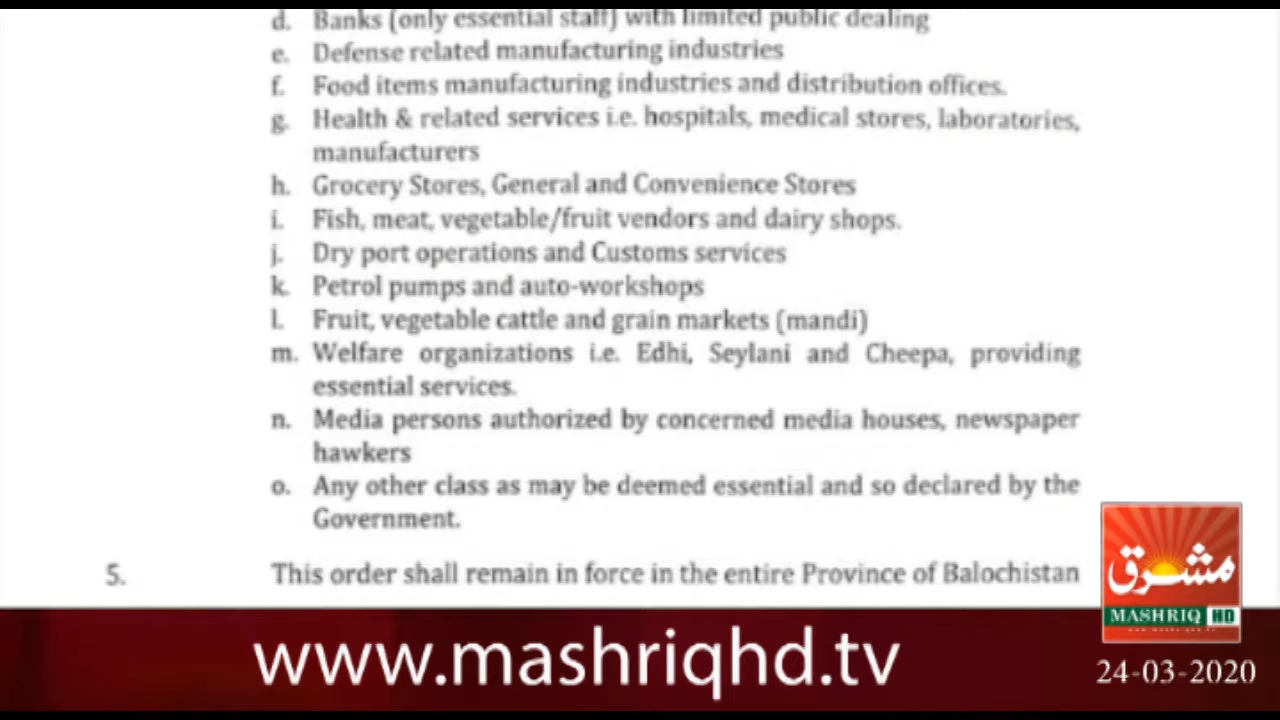 d. Banks (only essential staff) with limited public dealing
e. Defense related manufacturing industries
f. Food items manufacturing industries and distribution offices.
g. Health & related services i.e. hospitals, medical stores, laboratories,
manufacturers
h. Grocery Stores, General and Convenience Stores
i. Fish, meat, vegetable/fruit vendors and dairy shops.
j. Dry port operations and Customs services
k. Petrol pumps and auto-workshops
l. Fruit, vegetable cattle and grain markets (mandi)
m. Welfare organizations i.e. Edhi, Seylani and Cheepa, providing
essential services.
n. Media persons authorized by concerned media houses, newspaper
hawkers
o. Any other class as may be deemed essential and so declared by the
Government.
5. This order shall remain in force in the entire Province of Balochistan
مشرق
MASHRIQ HD
www.mashriqhd.tv
24-03-2020